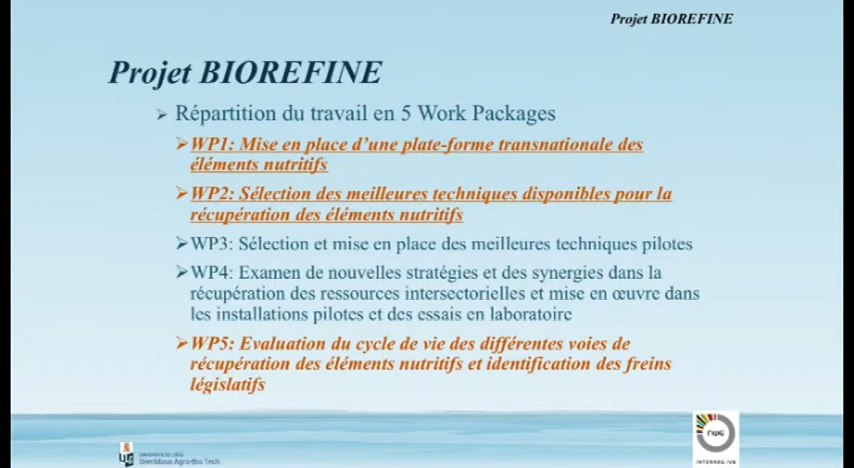 Projet BIOREFINE
Projet BIOREFINE
Répartition du travail en 5 Work Packages
WP1: Mise en place d'une plate-forme transnationale des
éléments nutritifs
WP2: Sélection des meilleures techniques disponibles pour la
récupération des éléments nutritifs
WP3: Sélection et mise en place des meilleures techniques pilotes
WP4: Examen de nouvelles stratégies et des synergies dans la
récupération des ressources intersectorielles et mise en œuvre dans
les installations pilotes et des essais en laboratoire
WP5: Evaluation du cycle de vie des différentes voies de
récupération des éléments nutritifs et identification des freins
législatifs
UNIVERSITÉ DE LIÈGE
Gembloux Agro-Bio Tech
NWE
INTERREG IVB